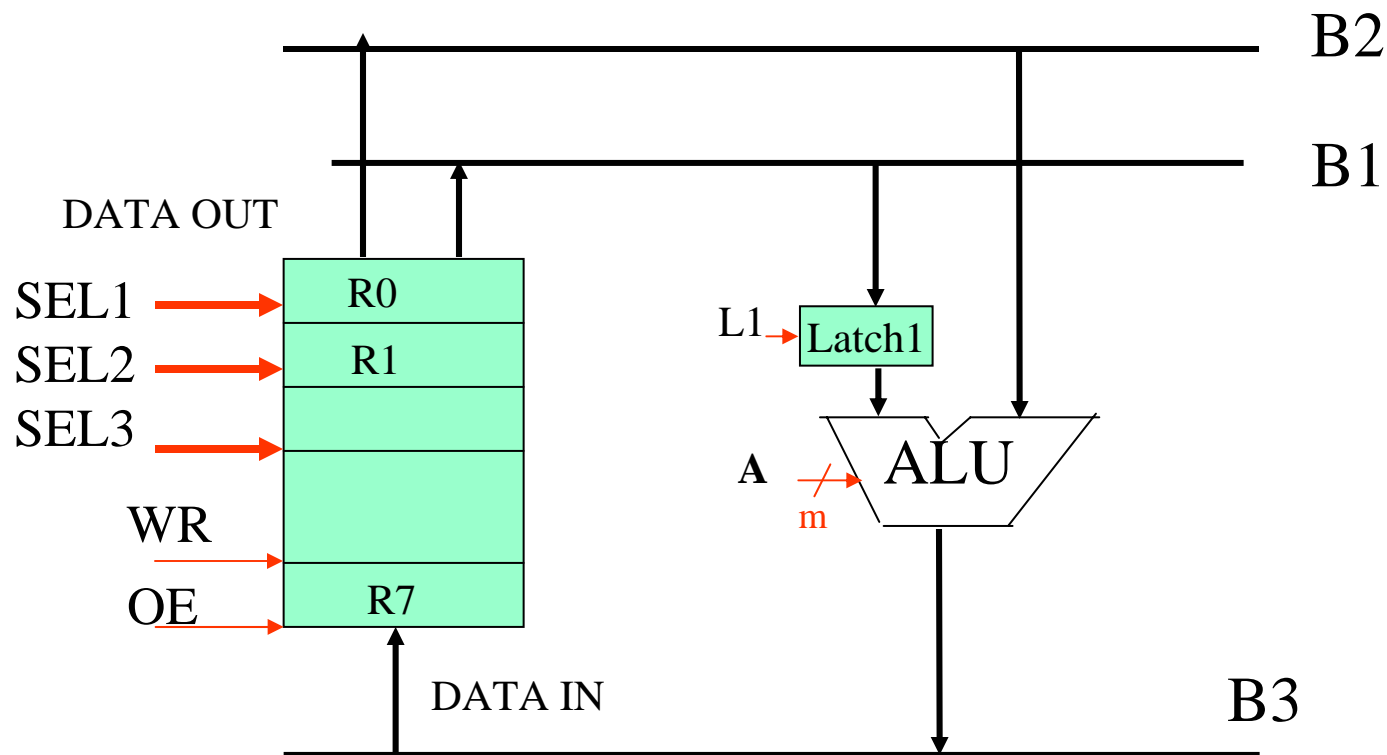 B2
B1
DATA OUT
SEL1
R0
L1
Latch1
SEL2
R1
SEL3
A
ALU
m
WR
OE
R7
DATA IN
B3